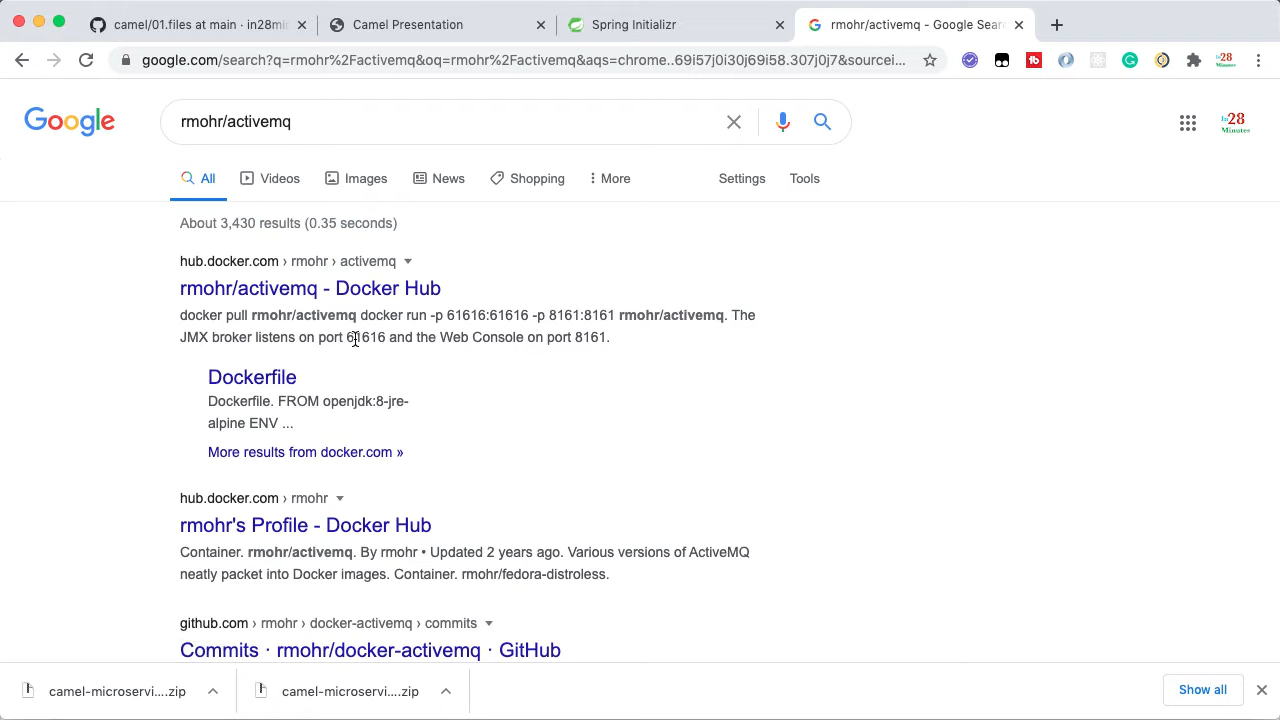 camel/01.files at main · in28mi
Camel Presentation
Spring Initializr
rmohr/activemq - Google Sear
google.com/search?q=rmohr%2Factivemq&oq=rmohr%2Factivemq&aqs=chrome..69i57j0i30j69i58.307j0j7&sourcei...
Google
rmohr/activemq
in28
Minutes
All
Videos
Images
News
Shopping
More
Settings
Tools
About 3,430 results (0.35 seconds)
hub.docker.com › rmohr › activemq
rmohr/activemq - Docker Hub
docker pull rmohr/activemq docker run -p 61616:61616 -p 8161:8161 rmohr/activemq. The
JMX broker listens on port 61616 and the Web Console on port 8161.
Dockerfile
Dockerfile. FROM openjdk:8-jre-
alpine ENV ...
More results from docker.com »
hub.docker.com › rmohr
rmohr's Profile - Docker Hub
Container. rmohr/activemq. By rmohr • Updated 2 years ago. Various versions of ActiveMQ
neatly packet into Docker images. Container. rmohr/fedora-distroless.
github.com › rmohr › docker-activemq › commits
Commits · rmohr/docker-activemq · GitHub
camel-microservi....zip
camel-microservi....zip
Show all